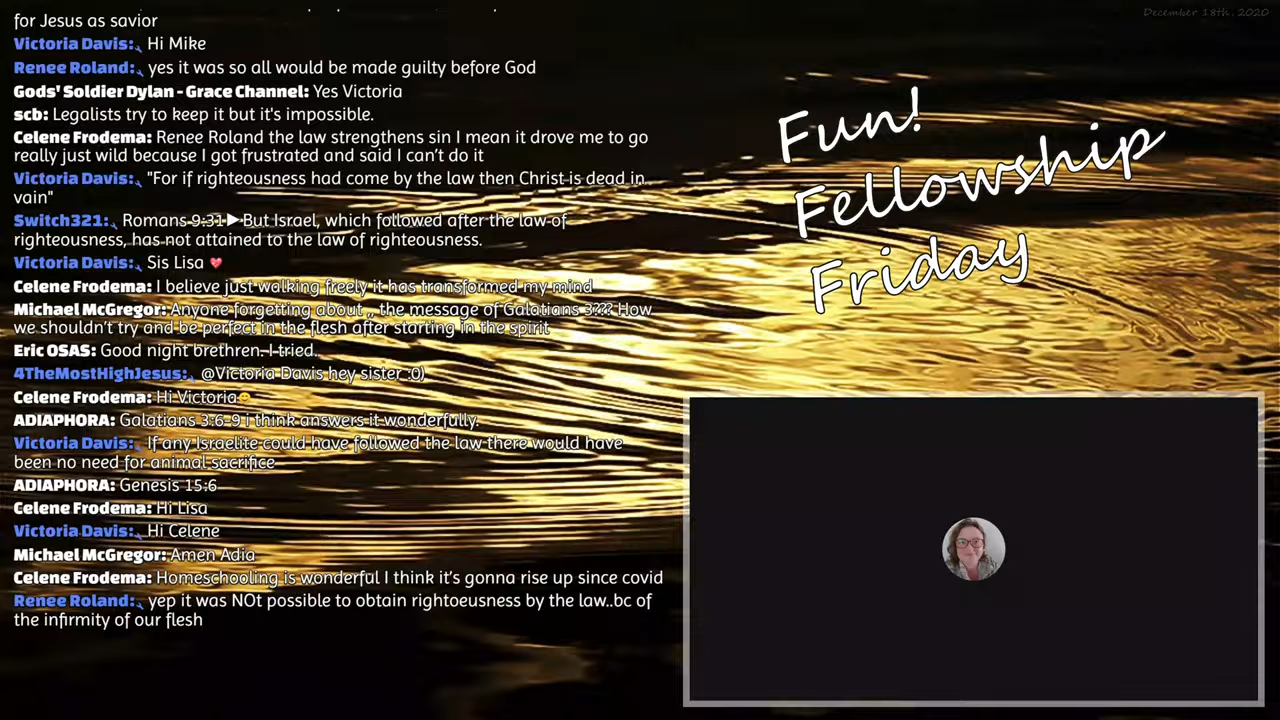 December 18th, 2020
for Jesus as savior
Victoria Davis: Hi Mike
Renee Roland: yes it was so all would be made guilty before God
Gods' Soldier Dylan - Grace Channel: Yes Victoria
scb: Legalists try to keep it but it's impossible.
Celene Frodema: Renee Roland the law strengthens sin I mean it drove me to go
really just wild because I got frustrated and said I can't do it
Victoria Davis: "For if righteousness had come by the law then Christ is dead in
vain"
Switch321: Romans 9:31►But Israel, which followed after the law of
righteousness, has not attained to the law of righteousness.
Victoria Davis: Sis Lisa 💓
Celene Frodema: I believe just walking freely it has transformed my mind
Michael McGregor: Anyone forgetting about ,, the message of Galatians 3??? How
we shouldn't try and be perfect in the flesh after starting in the spirit
Eric OSAS: Good night brethren. I tried.
4TheMostHighJesus: @Victoria Davis hey sister :0)
Celene Frodema: Hi Victoria😊
ADIAPHORA: Galatians 3:6-9 i think answers it wonderfully.
Victoria Davis: If any Israelite could have followed the law there would have
been no need for animal sacrifice
ADIAPHORA: Genesis 15:6
Celene Frodema: Hi Lisa
Victoria Davis: Hi Celene
Michael McGregor: Amen Adia
Celene Frodema: Homeschooling is wonderful I think it's gonna rise up since covid
Renee Roland: yep it was NOt possible to obtain rightoeusness by the law..bc of
the infirmity of our flesh
Fun!
Fellowship
Friday